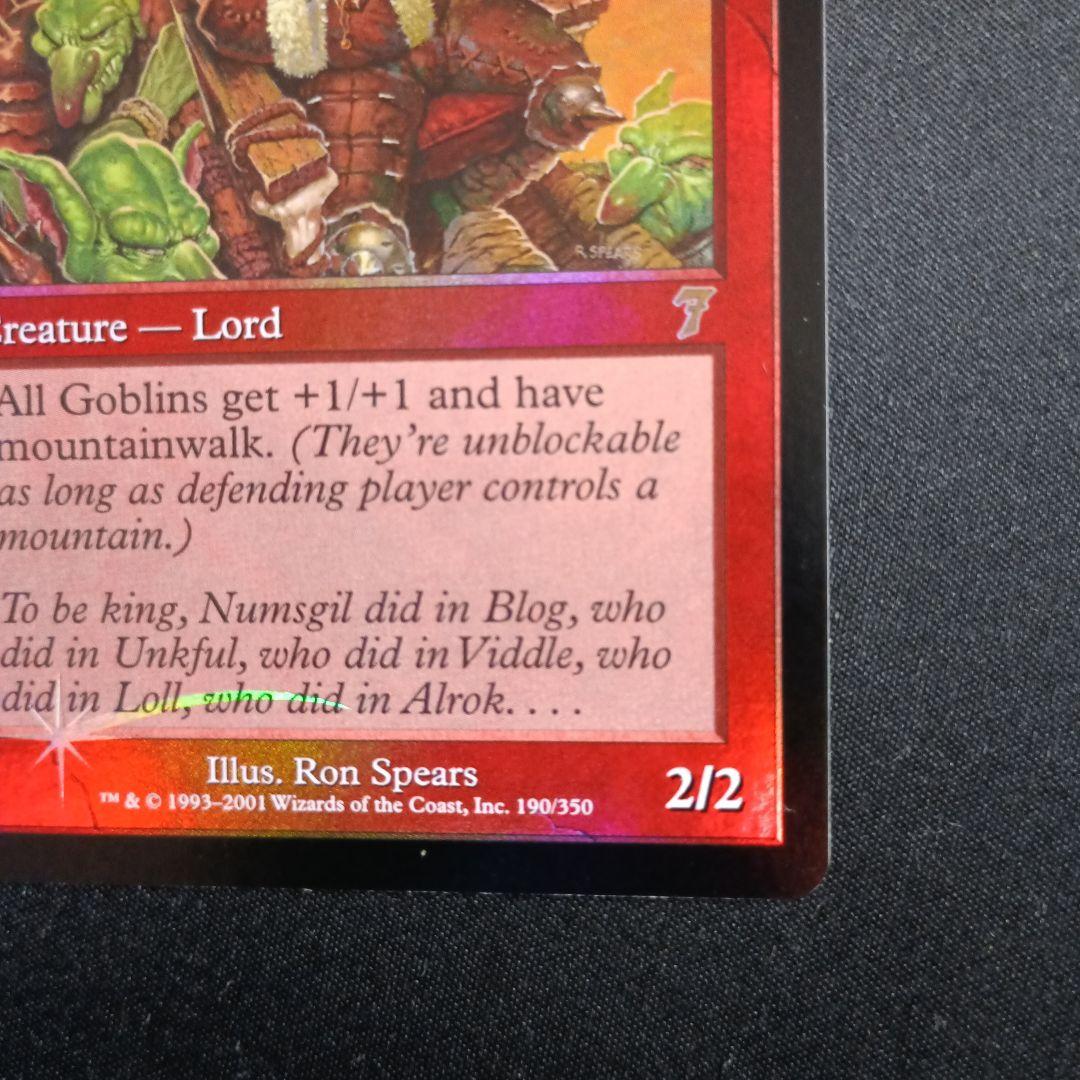 R. SPEARS
Creature — Lord
7
All Goblins get +1/+1 and have
mountainwalk. (They're unblockable
as long as defending player controls a
mountain.)
To be king, Numsgil did in Blog, who
did in Unkful, who did in Viddle, who
did in Loll, who did in Alrok. . . .
Illus. Ron Spears
™ & © 1993–2001 Wizards of the Coast, Inc. 190/350
2/2